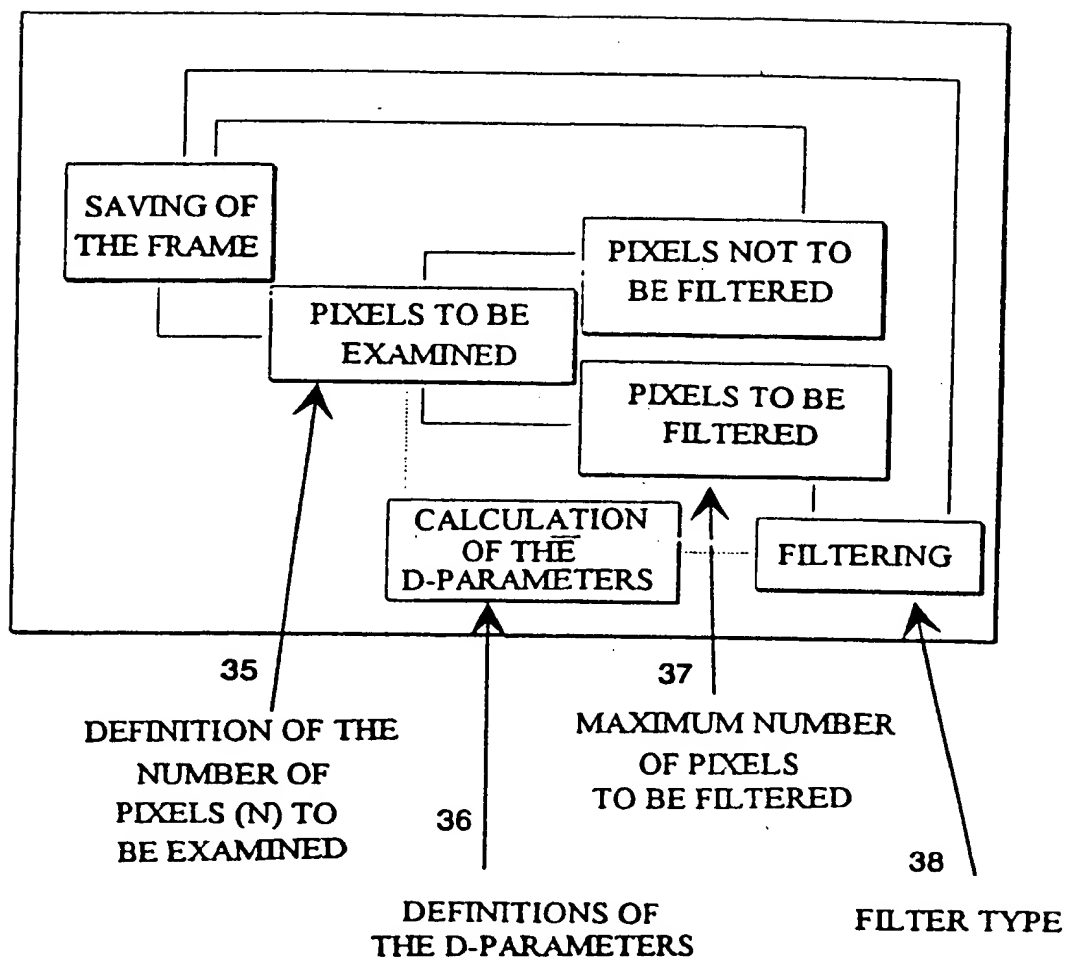 SAVING OF
THE FRAME
PIXELS NOT TO
BE FILTERED
PIXELS TO BE
EXAMINED
PIXELS TO BE
FILTERED
CALCULATION
OF THE
D-PARAMETERS
FILTERING
35
DEFINITION OF THE
NUMBER OF
PIXELS (N) TO
BE EXAMINED
36
DEFINITIONS OF
THE D-PARAMETERS
37
MAXIMUM NUMBER
OF PIXELS
TO BE FILTERED
38
FILTER TYPE